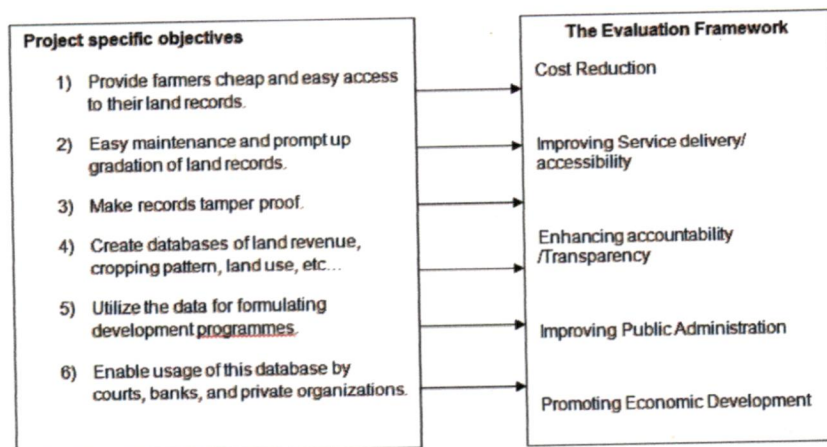 Project specific objectives
1) Provide farmers cheap and easy access
to their land records.
2) Easy maintenance and prompt up
gradation of land records.
3) Make records tamper proof.
4) Create databases of land revenue,
cropping pattern, land use, etc...
5) Utilize the data for formulating
development programmes.
6) Enable usage of this database by
courts, banks, and private organizations.
The Evaluation Framework
Cost Reduction
Improving Service delivery/
accessibility
Enhancing accountability
/Transparency
Improving Public Administration
Promoting Economic Development